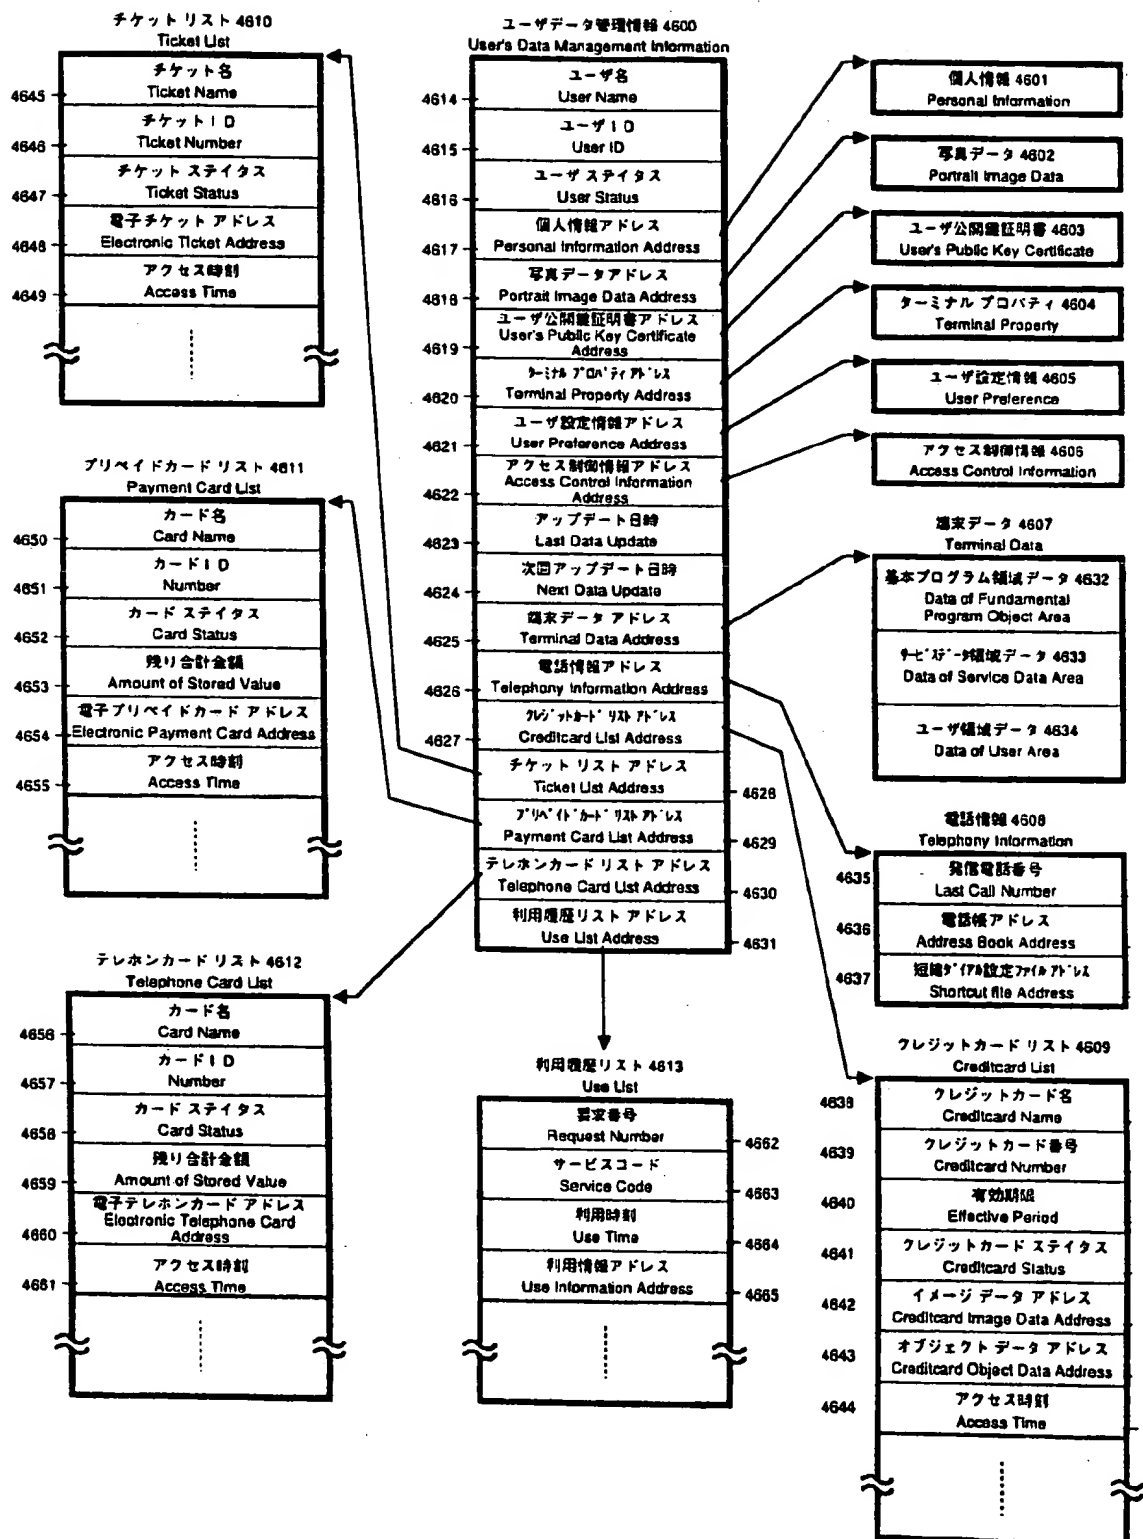 チケット リスト 4610
Ticket List
チケット名
Ticket Name
4645
チケットID
Ticket Number
4646
チケット ステイタス
Ticket Status
4647
電子チケット アドレス
Electronic Ticket Address
4648
アクセス時刻
Access Time
4649
プリペイドカード リスト 4611
Payment Card List
カード名
Card Name
4650
カードID
Number
4651
カード ステイタス
Card Status
4652
残り合計金額
Amount of Stored Value
4653
電子プリペイドカード アドレス
Electronic Payment Card Address
4654
アクセス時刻
Access Time
4655
テレホンカード リスト 4612
Telephone Card List
カード名
Card Name
4656
カードID
Number
4657
カード ステイタス
Card Status
4658
残り合計金額
Amount of Stored Value
4659
電子テレホンカード アドレス
Electronic Telephone Card
Address
4660
アクセス時刻
Access Time
4661
ユーザデータ管理情報 4600
User's Data Management Information
ユーザ名
User Name
4614
ユーザID
User ID
4615
ユーザ ステイタス
User Status
4616
個人情報アドレス
Personal Information Address
4617
写真データアドレス
Portrait Image Data Address
4618
ユーザ公開鍵証明書アドレス
User's Public Key Certificate
Address
4619
ターミナル プロパティ アドレス
Terminal Property Address
4620
ユーザ設定情報アドレス
User Preference Address
4621
アクセス制御情報アドレス
Access Control Information
Address
4622
アップデート日時
Last Data Update
4623
次回アップデート日時
Next Data Update
4624
端末データ アドレス
Terminal Data Address
4625
電話情報アドレス
Telephony Information Address
4626
クレジットカード リスト アドレス
Creditcard List Address
4627
チケット リスト アドレス
Ticket List Address
4628
プリペイドカード リスト アドレス
Payment Card List Address
4629
テレホンカード リスト アドレス
Telephone Card List Address
4630
利用履歴リスト アドレス
Use List Address
4631
利用履歴リスト 4613
Use List
要求番号
Request Number
4662
サービスコード
Service Code
4663
利用時刻
Use Time
4664
利用情報アドレス
Use Information Address
4665
個人情報 4601
Personal Information
写真データ 4602
Portrait Image Data
ユーザ公開鍵証明書 4603
User's Public Key Certificate
ターミナル プロパティ 4604
Terminal Property
ユーザ設定情報 4605
User Preference
アクセス制御情報 4606
Access Control Information
端末データ 4607
Terminal Data
基本プログラム領域データ 4632
Data of Fundamental
Program Object Area
サービスデータ領域データ 4633
Data of Service Data Area
ユーザ領域データ 4634
Data of User Area
電話情報 4608
Telephony Information
発信電話番号
Last Call Number
4635
電話帳アドレス
Address Book Address
4636
短縮ダイアル設定ファイル アドレス
Shortcut file Address
4637
クレジットカード リスト 4609
Creditcard List
クレジットカード名
Creditcard Name
4638
クレジットカード番号
Creditcard Number
4639
有効期限
Effective Period
4640
クレジットカード ステイタス
Creditcard Status
4641
イメージ データ アドレス
Creditcard Image Data Address
4642
オブジェクト データ アドレス
Creditcard Object Data Address
4643
アクセス時刻
Access Time
4644